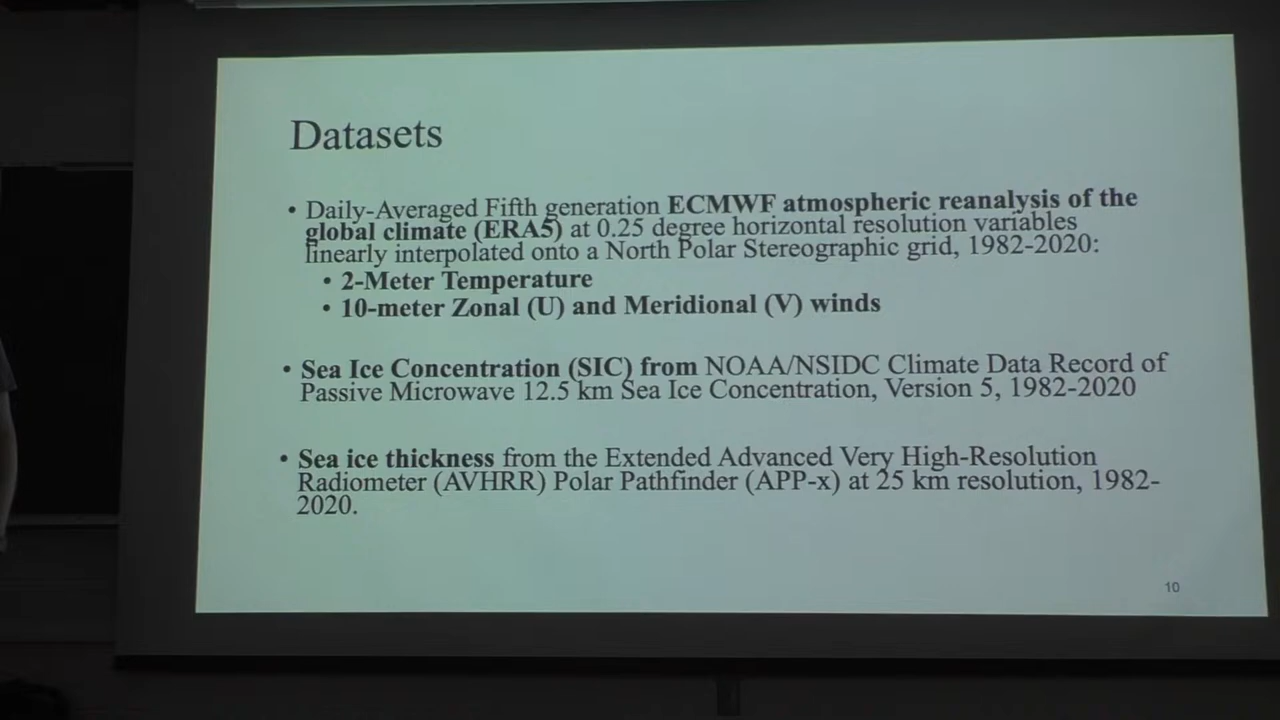 Datasets
• Daily-Averaged Fifth generation ECMWF atmospheric reanalysis of the
global climate (ERA5) at 0.25 degree horizontal resolution variables
linearly interpolated onto a North Polar Stereographic grid, 1982-2020:
• 2-Meter Temperature
• 10-meter Zonal (U) and Meridional (V) winds
• Sea Ice Concentration (SIC) from NOAA/NSIDC Climate Data Record of
Passive Microwave 12.5 km Sea Ice Concentration, Version 5, 1982-2020
• Sea ice thickness from the Extended Advanced Very High-Resolution
Radiometer (AVHRR) Polar Pathfinder (APP-x) at 25 km resolution, 1982-
2020.
10